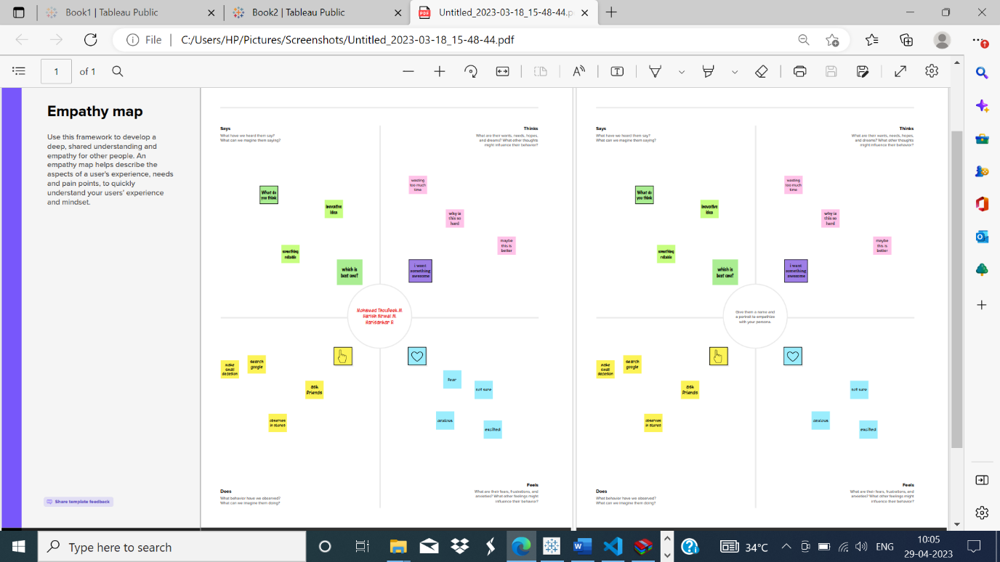 Book1 | Tableau Public
Book2 | Tableau Public
Untitled_2023-03-18_15-48-44.p
File
C:/Users/HP/Pictures/Screenshots/Untitled_2023-03-18_15-48-44.pdf
1
of 1
Empathy map
Use this framework to develop a
deep, shared understanding and
empathy for other people. An
empathy map helps describe the
aspects of a user's experience, needs
and pain points, to quickly
understand your users' experience
and mindset.
Share template feedback
Says
What have we heard them say?
What can we magine them saying?
Thinks
What are their wants, needs, hopes,
and dreams? What other thoughts
might influence their behavior?
What do
you think
inovative
idea
something
reliable
which is
best one?
wasting
too much
time
why is
this so
hard
maybe
this is
better
i want
something
awesome
Mohamed Thoufeek M
Harish Nirmal M
Harisankar R
make
small
decesion
search
google
ask
friends
observes
in stores
fear
not sure
anxious
excited
Does
What behavior have we observed?
What can we imagine them doing?
Feels
What are their fears, frustrations, and
anxieties? What other feelings might
influence their behavior?
Says
What have we heard them say?
What can we magine them saying?
Thinks
What are their wants, needs, hopes,
and dreams? What other thoughts
might influence their behavior?
What do
you think
inovative
idea
something
reliable
which is
best one?
wasting
too much
time
why is
this so
hard
maybe
this is
better
i want
something
awesome
Give them a name and
a portrait to empathize
with your persona.
make
small
decesion
search
google
ask
friends
observes
in stores
not sure
anxious
excited
Does
What behavior have we observed?
What can we imagine them doing?
Feels
What are their fears, frustrations, and
anxieties? What other feelings might
influence their behavior?
Type here to search
34°C
ENG
10:05
29-04-2023